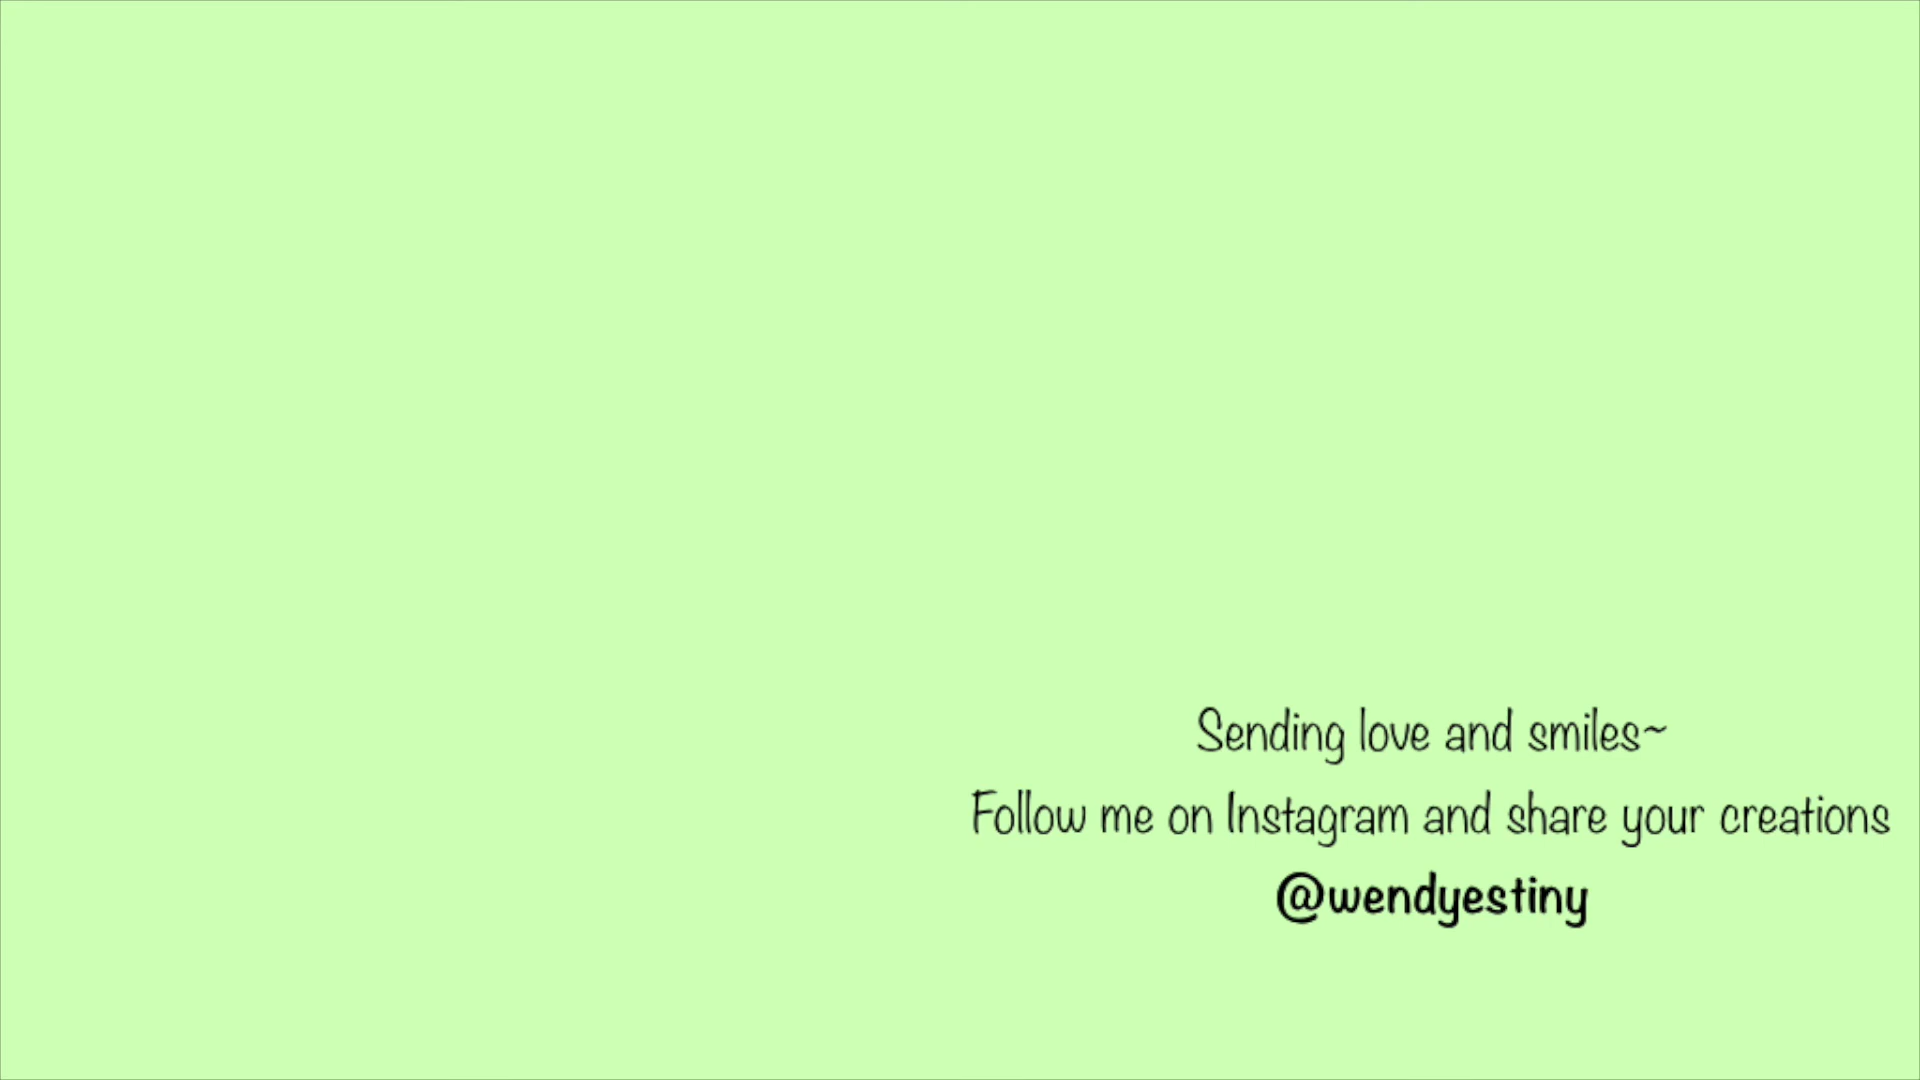 Sending love and smiles~
Follow me on Instagram and share your creations
@wendyestiny